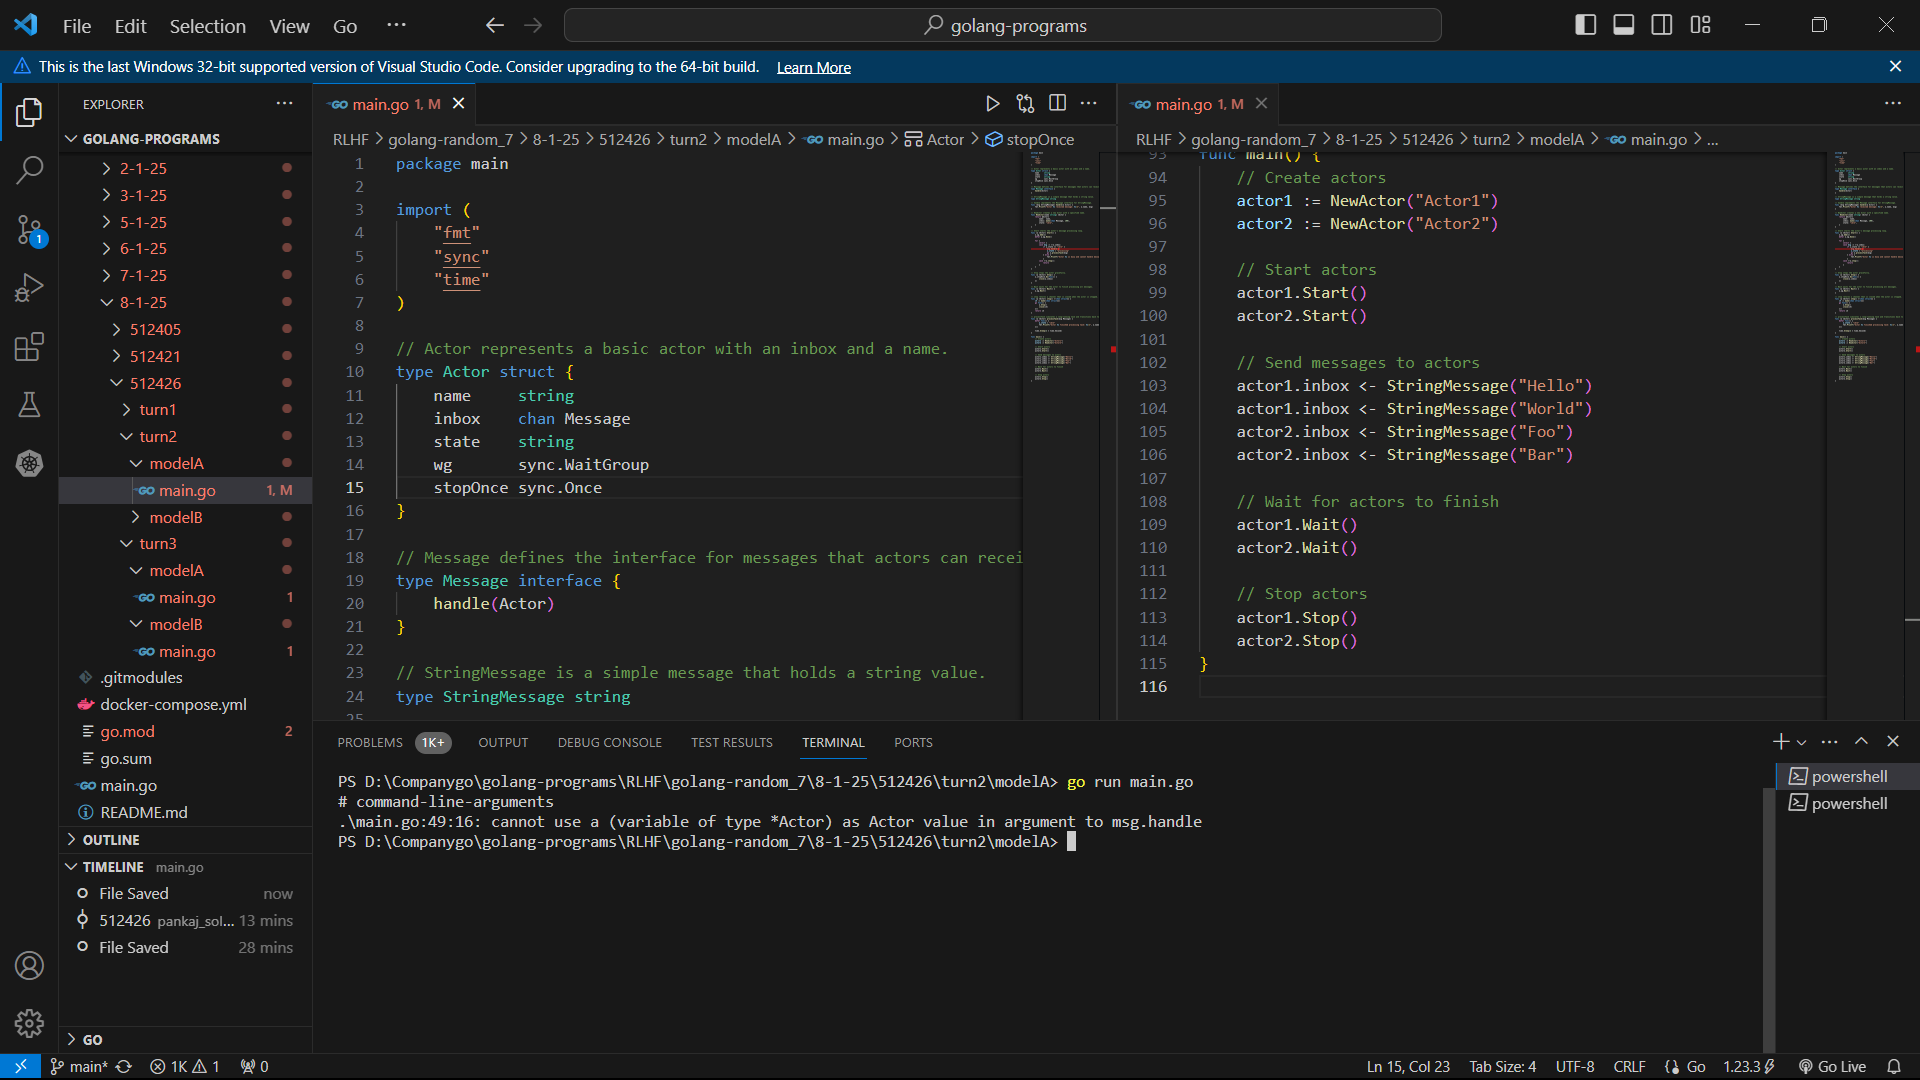 File Edit Selection View Go ···
golang-programs
This is the last Windows 32-bit supported version of Visual Studio Code. Consider upgrading to the 64-bit build. Learn More
EXPLORER
GOLANG-PROGRAMS
2-1-25
3-1-25
5-1-25
6-1-25
7-1-25
8-1-25
512405
512421
512426
turn1
turn2
modelA
main.go 1, M
modelB
turn3
modelA
main.go 1
modelB
main.go 1
.gitmodules
docker-compose.yml
go.mod 2
go.sum
main.go
README.md
OUTLINE
TIMELINE main.go
File Saved now
512426 pankaj_sol... 13 mins
File Saved 28 mins
GO
main.go 1, M
RLHF > golang-random_7 > 8-1-25 > 512426 > turn2 > modelA > main.go > Actor > stopOnce
1 package main
2
3 import (
4 "fmt"
5 "sync"
6 "time"
7 )
8
9 // Actor represents a basic actor with an inbox and a name.
10 type Actor struct {
11 name string
12 inbox chan Message
13 state string
14 wg sync.WaitGroup
15 stopOnce sync.Once
16 }
17
18 // Message defines the interface for messages that actors can recei
19 type Message interface {
20 handle(Actor)
21 }
22
23 // StringMessage is a simple message that holds a string value.
24 type StringMessage string
25
main.go 1, M
RLHF > golang-random_7 > 8-1-25 > 512426 > turn2 > modelA > main.go > ...
93 func main() {
94 // Create actors
95 actor1 := NewActor("Actor1")
96 actor2 := NewActor("Actor2")
97
98 // Start actors
99 actor1.Start()
100 actor2.Start()
101
102 // Send messages to actors
103 actor1.inbox <- StringMessage("Hello")
104 actor1.inbox <- StringMessage("World")
105 actor2.inbox <- StringMessage("Foo")
106 actor2.inbox <- StringMessage("Bar")
107
108 // Wait for actors to finish
109 actor1.Wait()
110 actor2.Wait()
111
112 // Stop actors
113 actor1.Stop()
114 actor2.Stop()
115 }
116
PROBLEMS 1K+ OUTPUT DEBUG CONSOLE TEST RESULTS TERMINAL PORTS
PS D:\Companygo\golang-programs\RLHF\golang-random_7\8-1-25\512426\turn2\modelA> go run main.go
# command-line-arguments
.\main.go:49:16: cannot use a (variable of type *Actor) as Actor value in argument to msg.handle
PS D:\Companygo\golang-programs\RLHF\golang-random_7\8-1-25\512426\turn2\modelA>
powershell
powershell
main* 1K 1 0
Ln 15, Col 23 Tab Size: 4 UTF-8 CRLF Go 1.23.3 Go Live